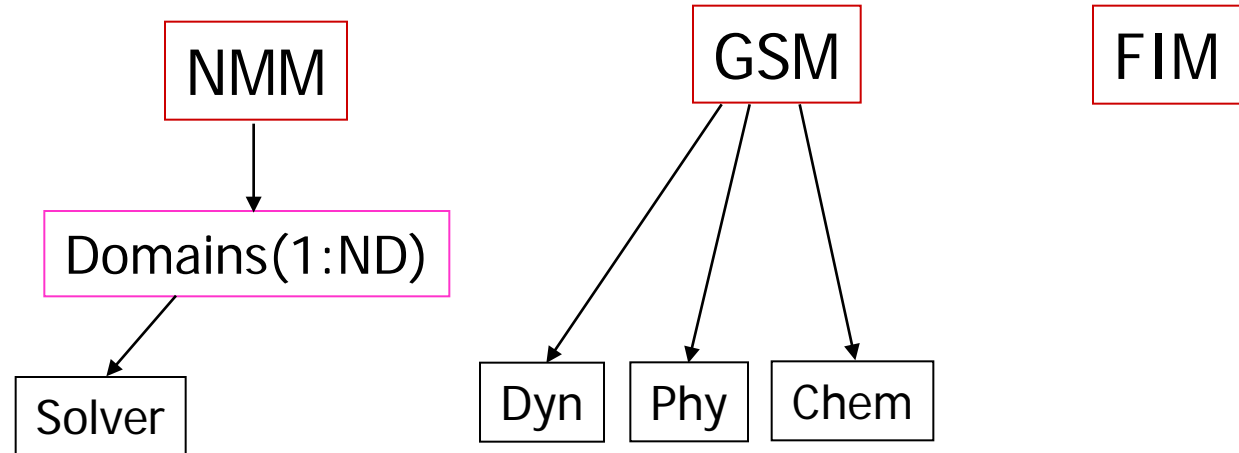 NMM
GSM
FIM
Domains(1:ND)
Solver
Dyn
Phy
Chem